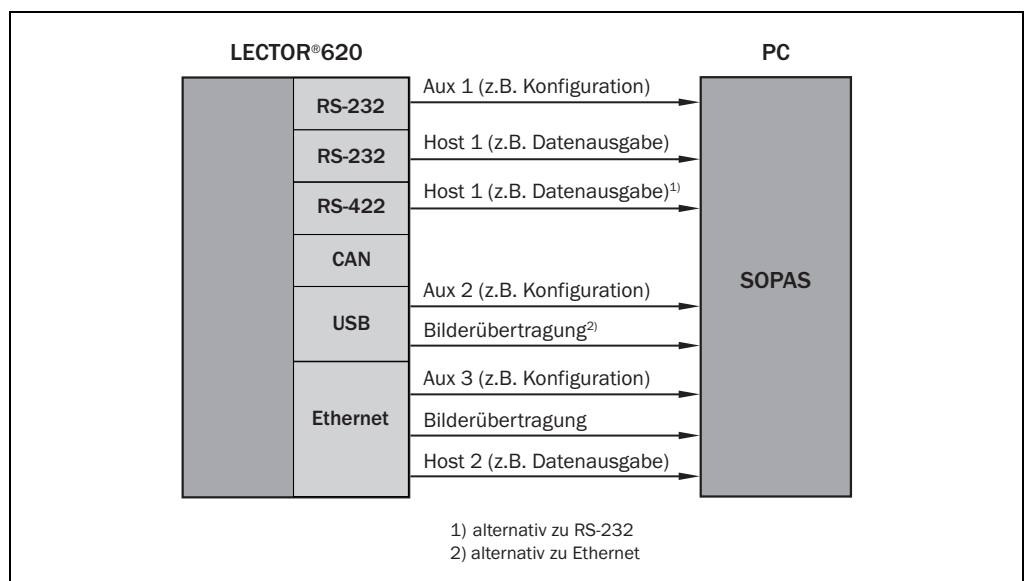 LECTOR®620 PC
RS-232 Aux 1 (z.B. Konfiguration)
RS-232 Host 1 (z.B. Datenausgabe)
RS-422 Host 1 (z.B. Datenausgabe)1)
CAN
SOPAS
USB Aux 2 (z.B. Konfiguration)
Bilderübertragung2)
Ethernet Aux 3 (z.B. Konfiguration)
Bilderübertragung
Host 2 (z.B. Datenausgabe)
1) alternativ zu RS-232
2) alternativ zu Ethernet